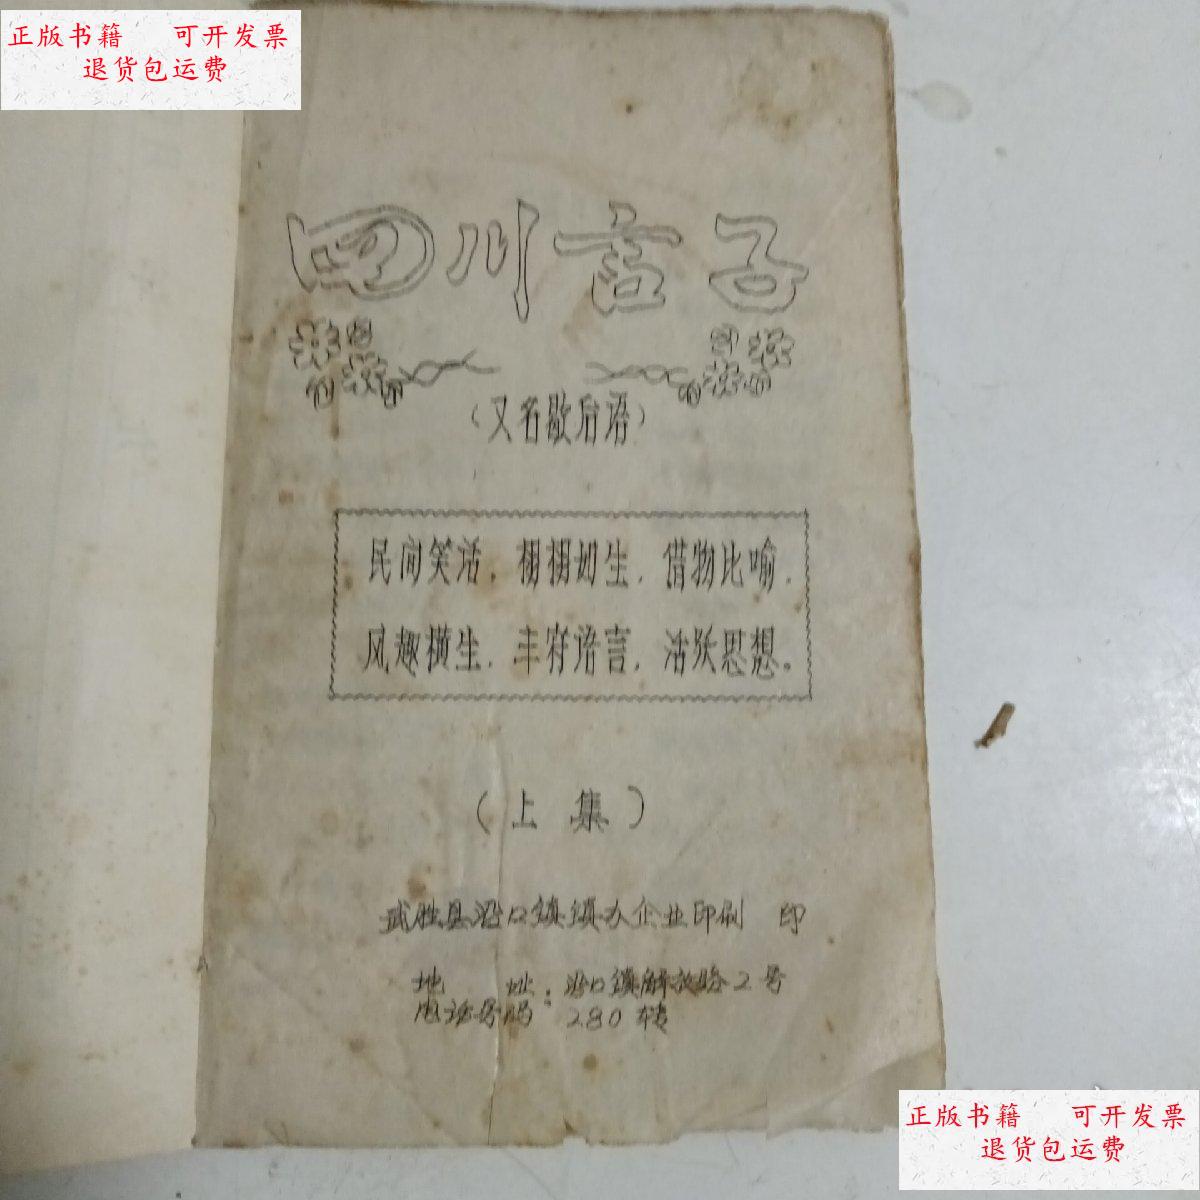 正版书籍 可开发票
退货包运费
四川言子
(又名歇后语)
民间笑话，栩栩如生，借物比喻，
风趣横生，丰符语言，活跃思想。
(上集)
武胜县沿口镇镇办企业印刷 印
地 址：沿口镇解放路2号
电话号码：280转
正版书籍 可开发票
退货包运费